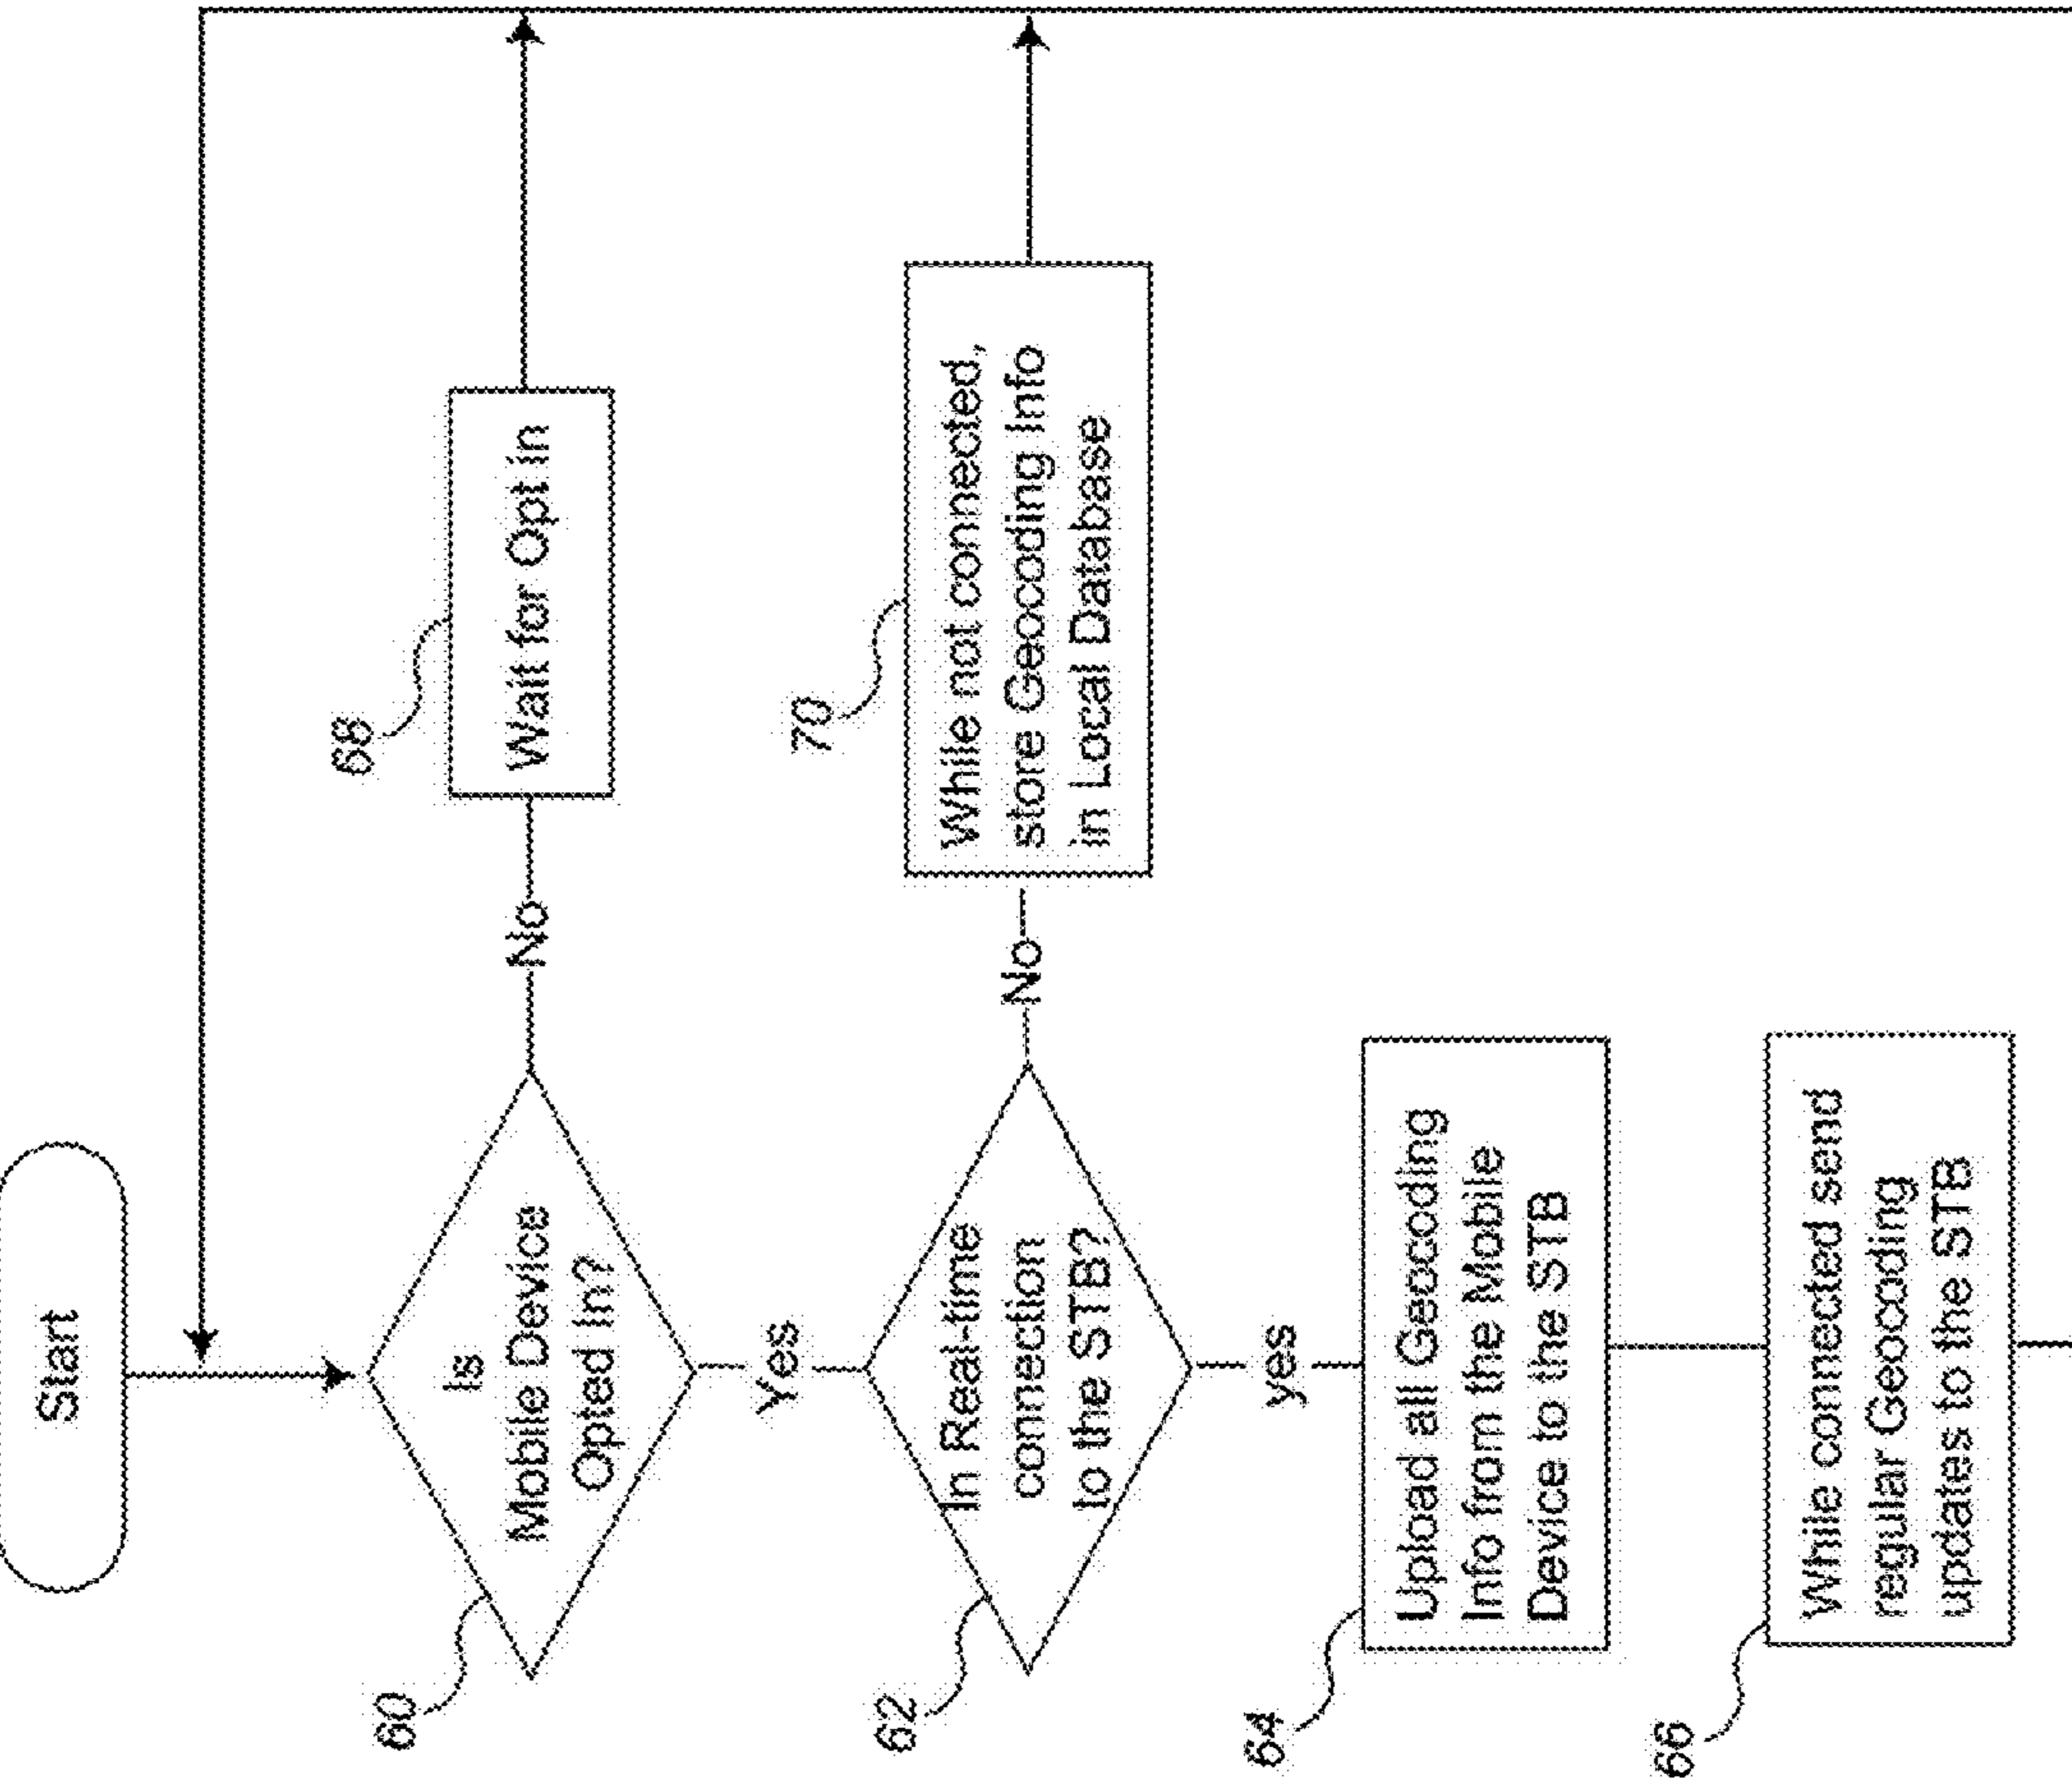 Start
60
Is
Mobile Device
Opted In?
No
68
Wait for Opt in
Yes
62
In Real-time
connection
to the STB?
No
70
While not connected,
store Geocoding Info
in Local Database
yes
64
Upload all Geocoding
Info from the Mobile
Device to the STB
66
While connected send
regular Geocoding
updates to the STB